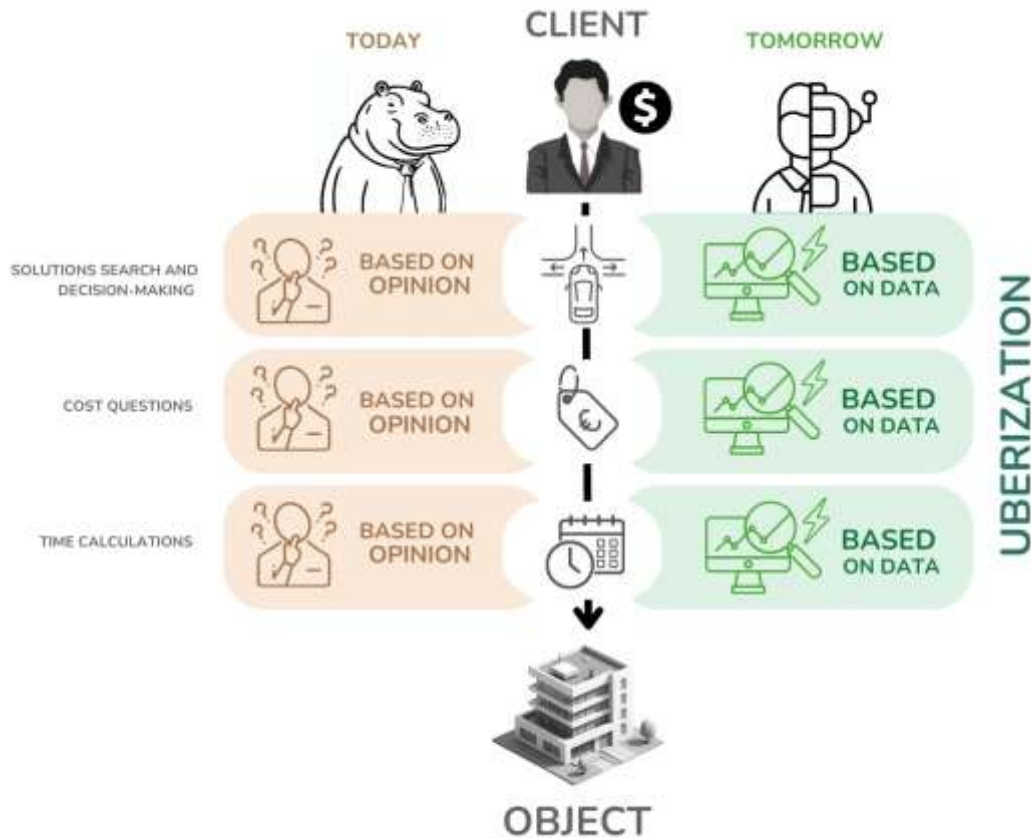 CLIENT
TODAY
TOMORROW
$
SOLUTIONS SEARCH AND
DECISION-MAKING
BASED ON
OPINION
BASED
ON DATA
COST QUESTIONS
BASED ON
OPINION
€
BASED
ON DATA
TIME CALCULATIONS
BASED ON
OPINION
BASED
ON DATA
UBERIZATION
OBJECT